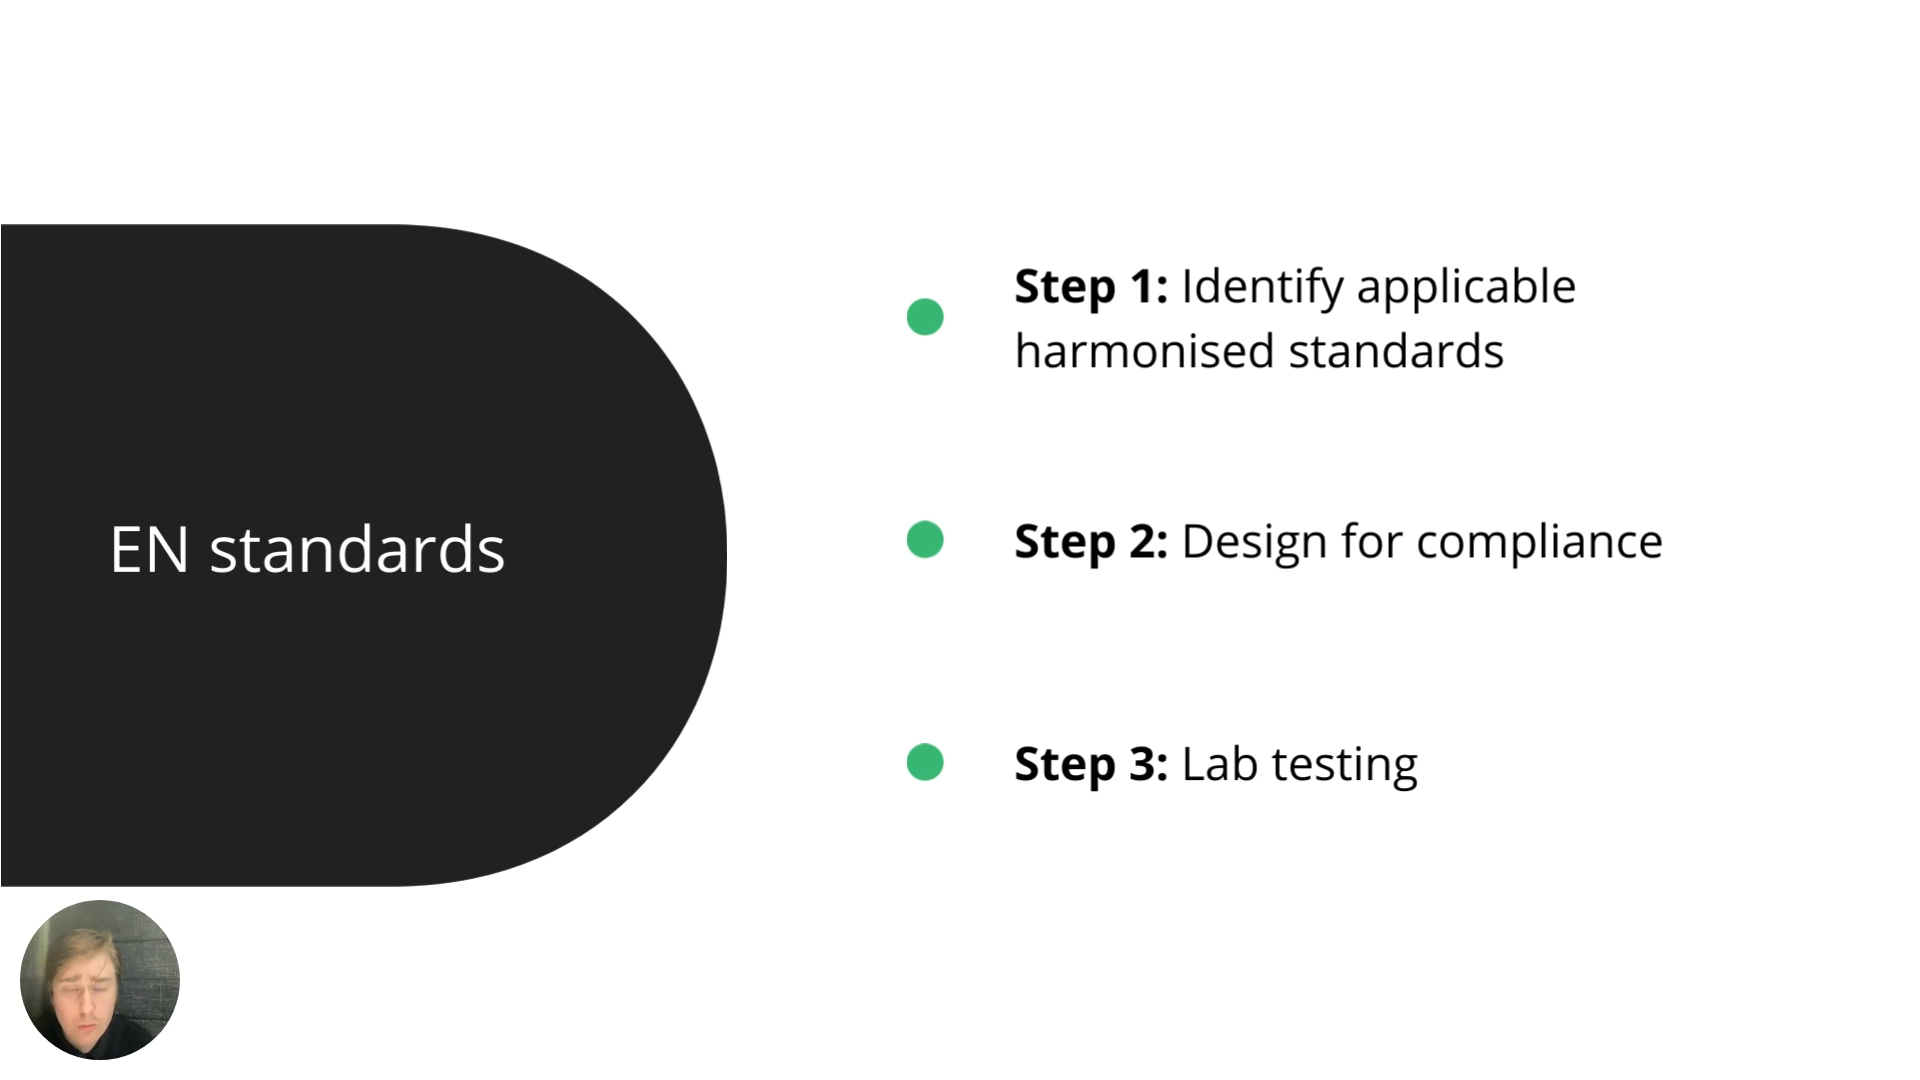 EN standards
Step 1: Identify applicable
harmonised standards
Step 2: Design for compliance
Step 3: Lab testing